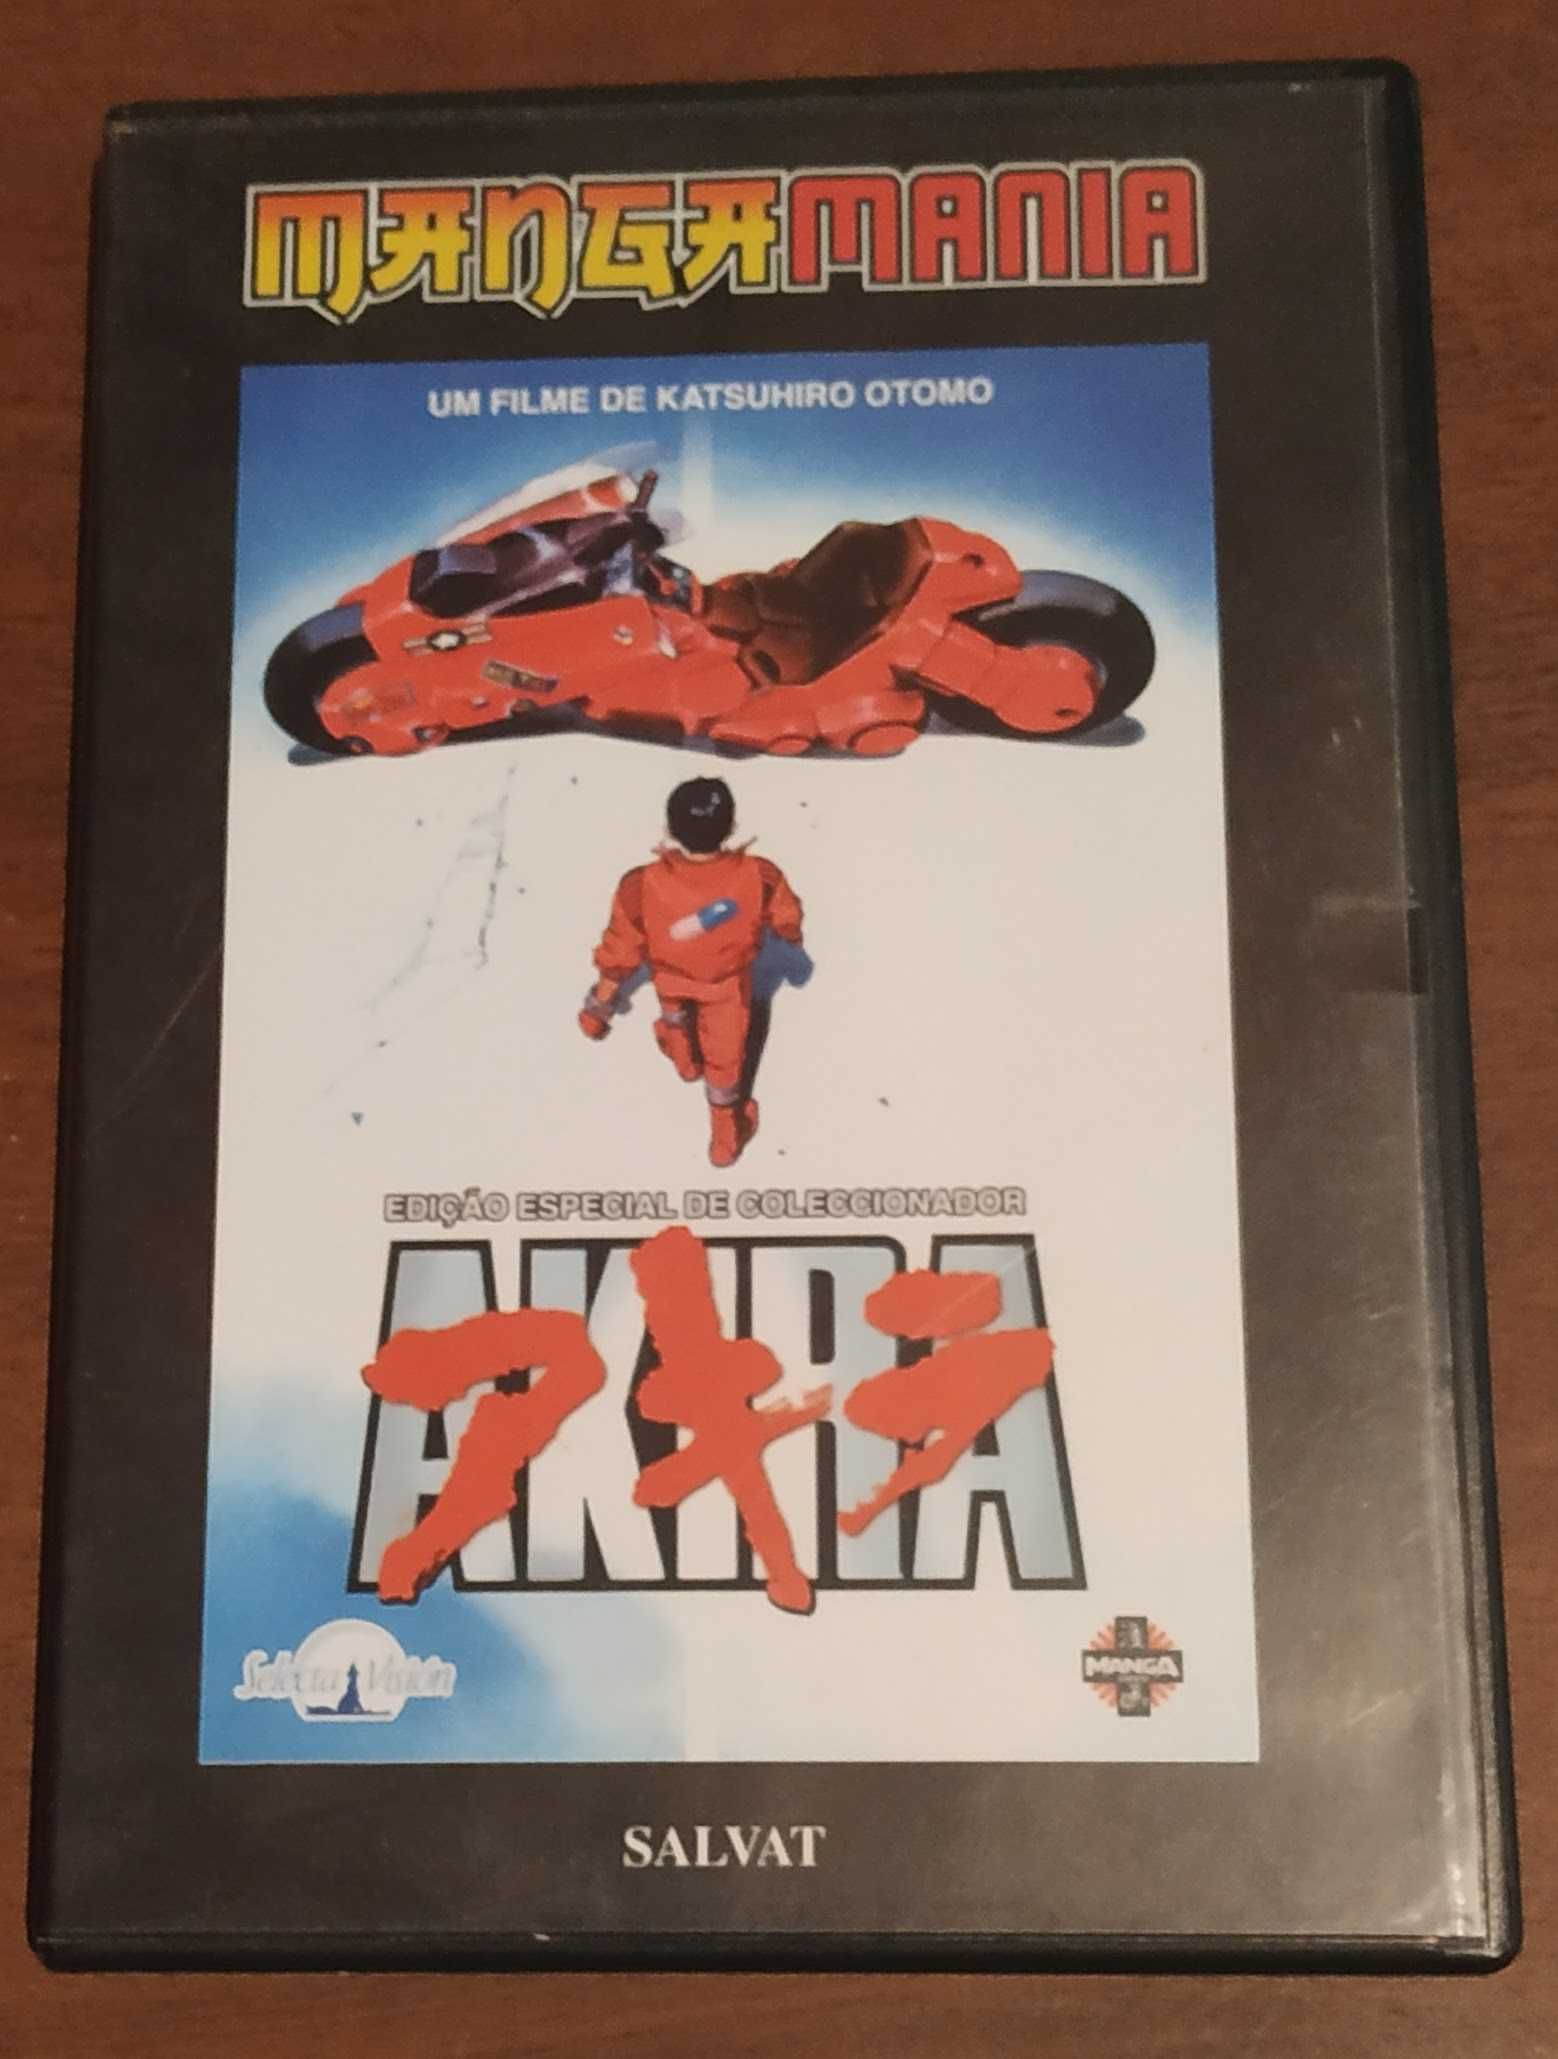 MANGAMANIA
UM FILME DE KATSUHIRO OTOMO
EDIÇÃO ESPECIAL DE COLECCIONADOR
AKIRA
アキラ
Selecta Visión
MANGA
SALVAT